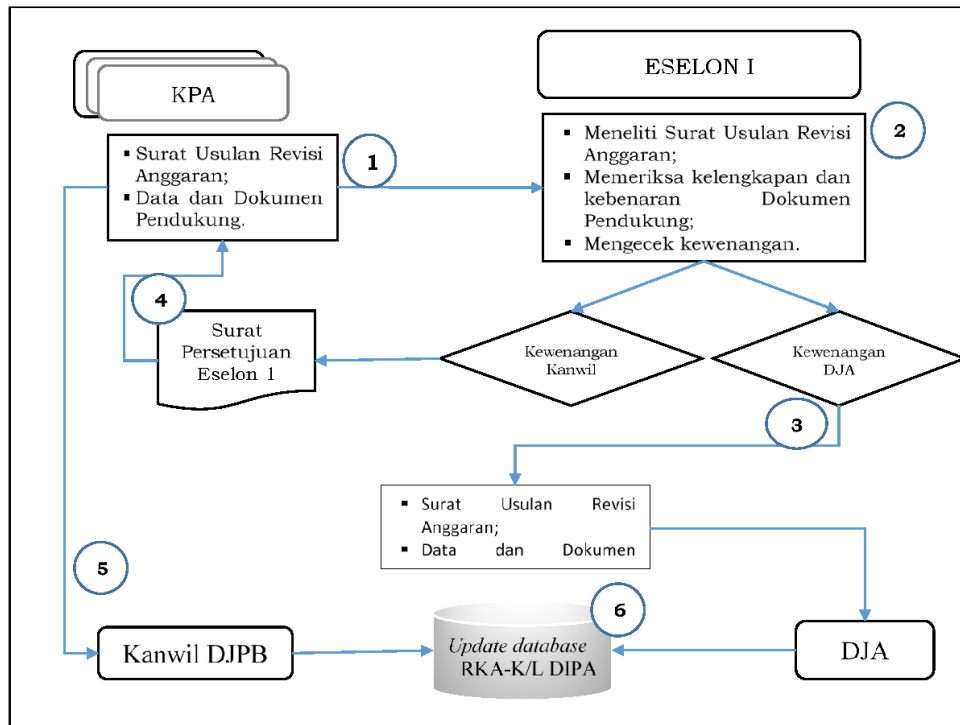 KPA
ESELON I
▪ Surat Usulan Revisi
Anggaran;
▪ Data dan Dokumen
Pendukung.
1
▪ Meneliti Surat Usulan Revisi
Anggaran;
▪ Memeriksa kelengkapan dan
kebenaran Dokumen
Pendukung;
▪ Mengecek kewenangan.
2
4
Surat
Persetujuan
Eselon 1
Kewenangan
Kanwil
Kewenangan
DJA
3
▪ Surat Usulan Revisi
Anggaran;
▪ Data dan Dokumen
5
6
Kanwil DJPB
Update database
RKA-K/L DIPA
DJA